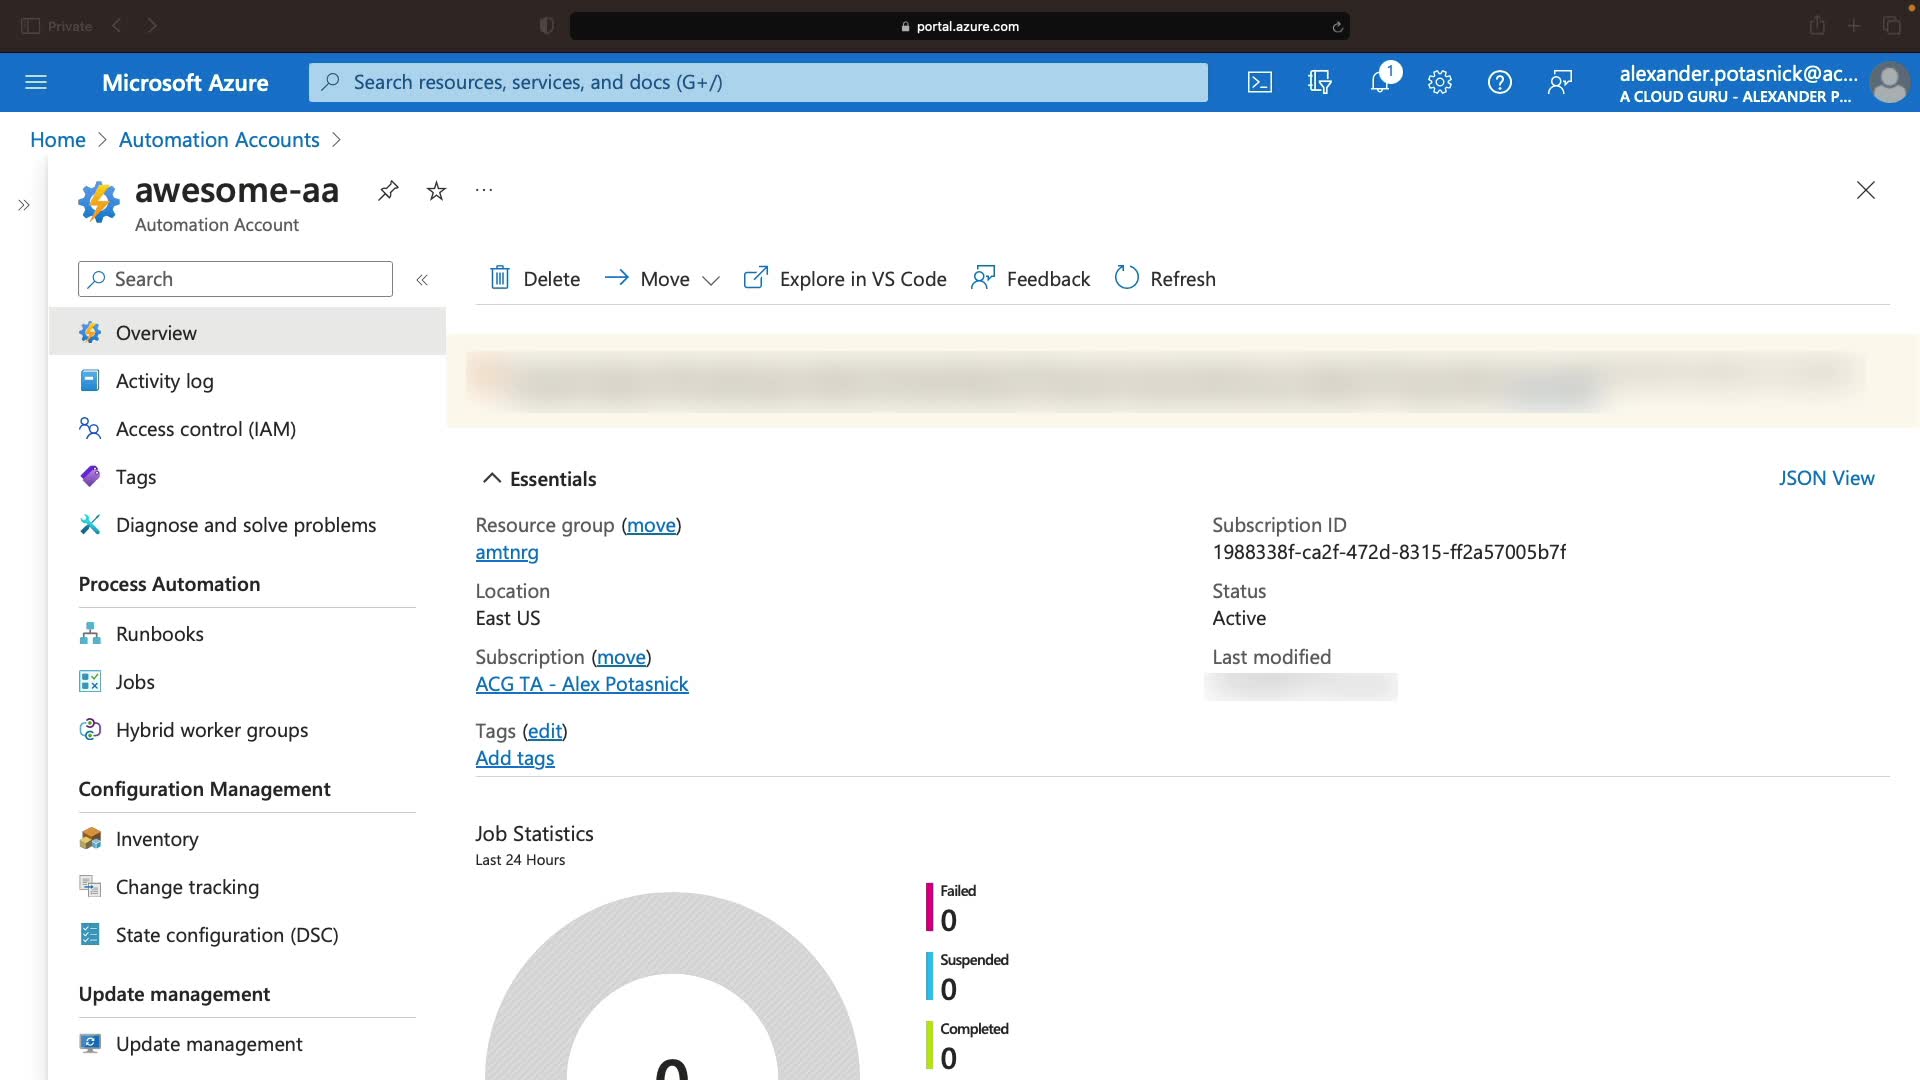 Private
portal.azure.com
Microsoft Azure
Search resources, services, and docs (G+/)
1
alexander.potasnick@ac...
A CLOUD GURU - ALEXANDER P...
Home > Automation Accounts >
awesome-aa
...
Automation Account
Search
Delete
Move
Explore in VS Code
Feedback
Refresh
Overview
Activity log
Access control (IAM)
Tags
Diagnose and solve problems
Process Automation
Runbooks
Jobs
Hybrid worker groups
Configuration Management
Inventory
Change tracking
State configuration (DSC)
Update management
Update management
Essentials
JSON View
Resource group (move)
amtnrg
Location
East US
Subscription (move)
ACG TA - Alex Potasnick
Tags (edit)
Add tags
Subscription ID
1988338f-ca2f-472d-8315-ff2a57005b7f
Status
Active
Last modified
Job Statistics
Last 24 Hours
0
Failed
0
Suspended
0
Completed
0